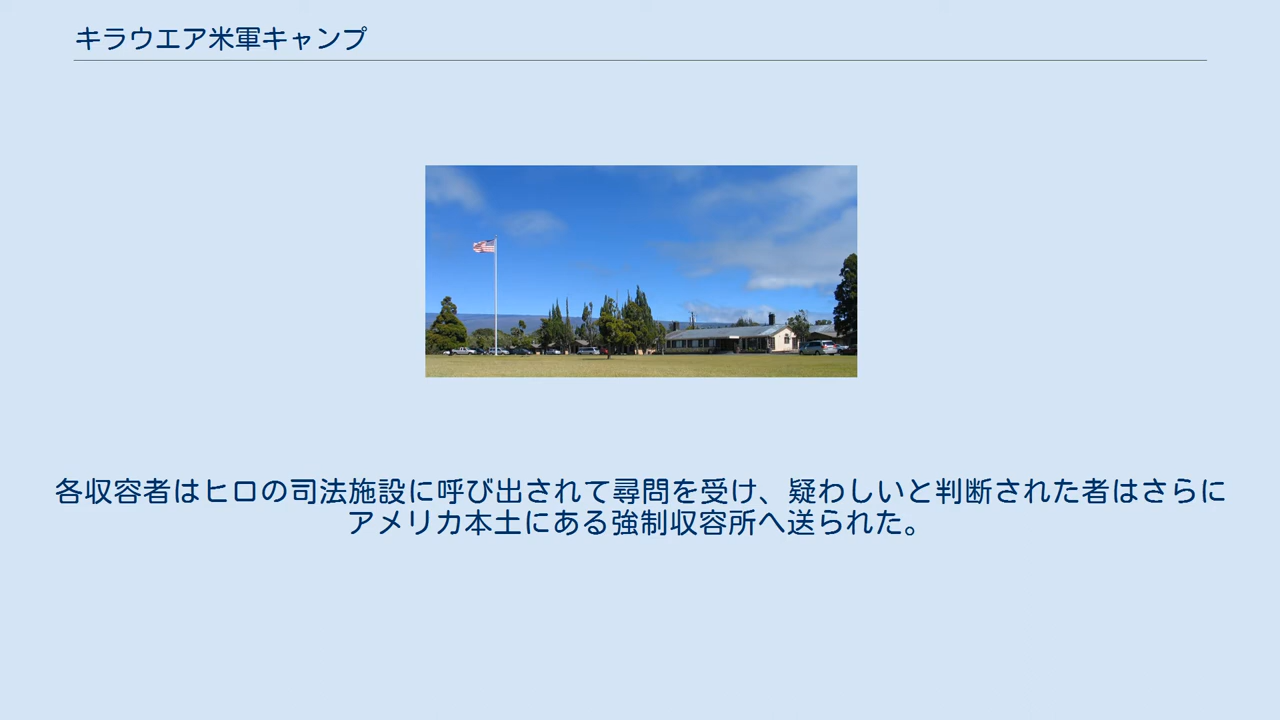 キラウエア米軍キャンプ
各収容者はヒロの司法施設に呼び出されて尋問を受け、疑わしいと判断された者はさらに
アメリカ本土にある強制収容所へ送られた。